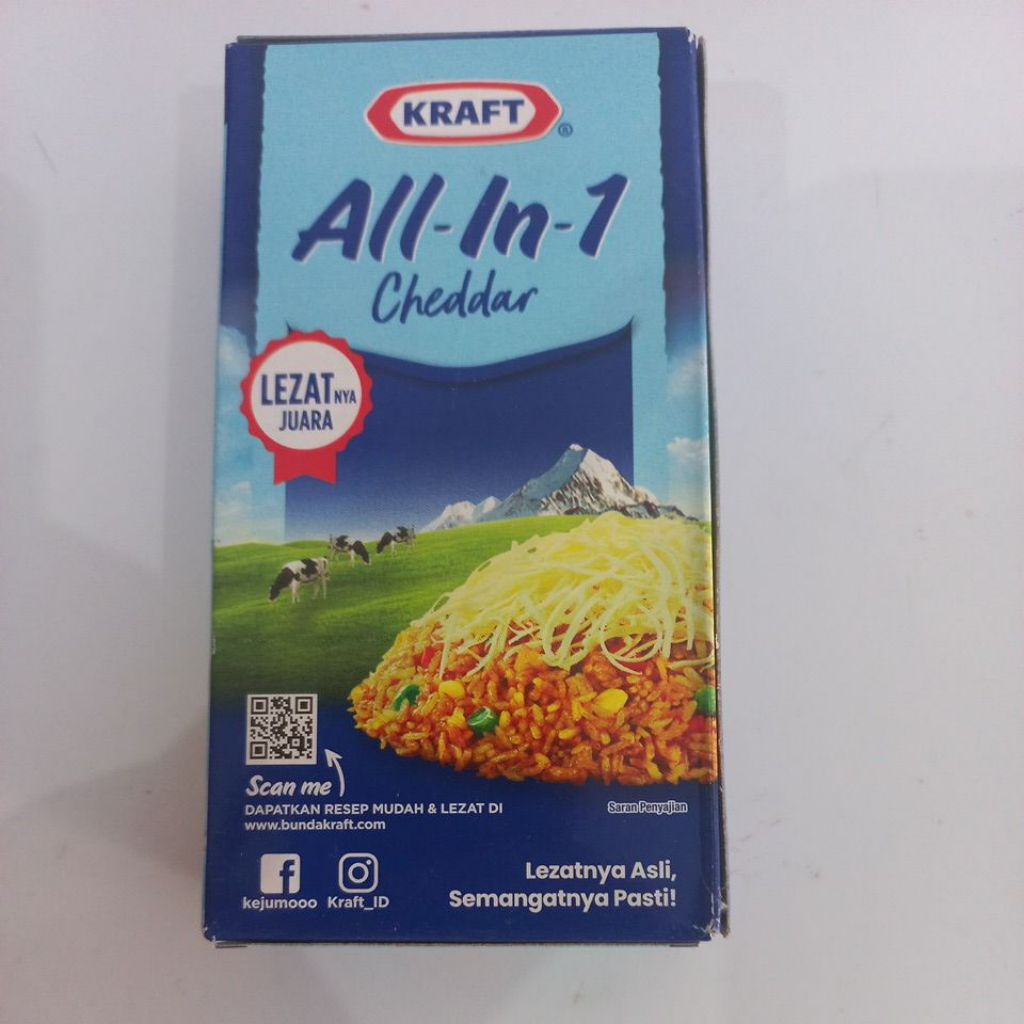 KRAFT®
All-In-1
Cheddar
LEZATNYA
JUARA
Scan me
DAPATKAN RESEP MUDAH & LEZAT DI
www.bundakraft.com
Saran Penyajian
kejumooo Kraft_ID
Lezatnya Asli,
Semangatnya Pasti!